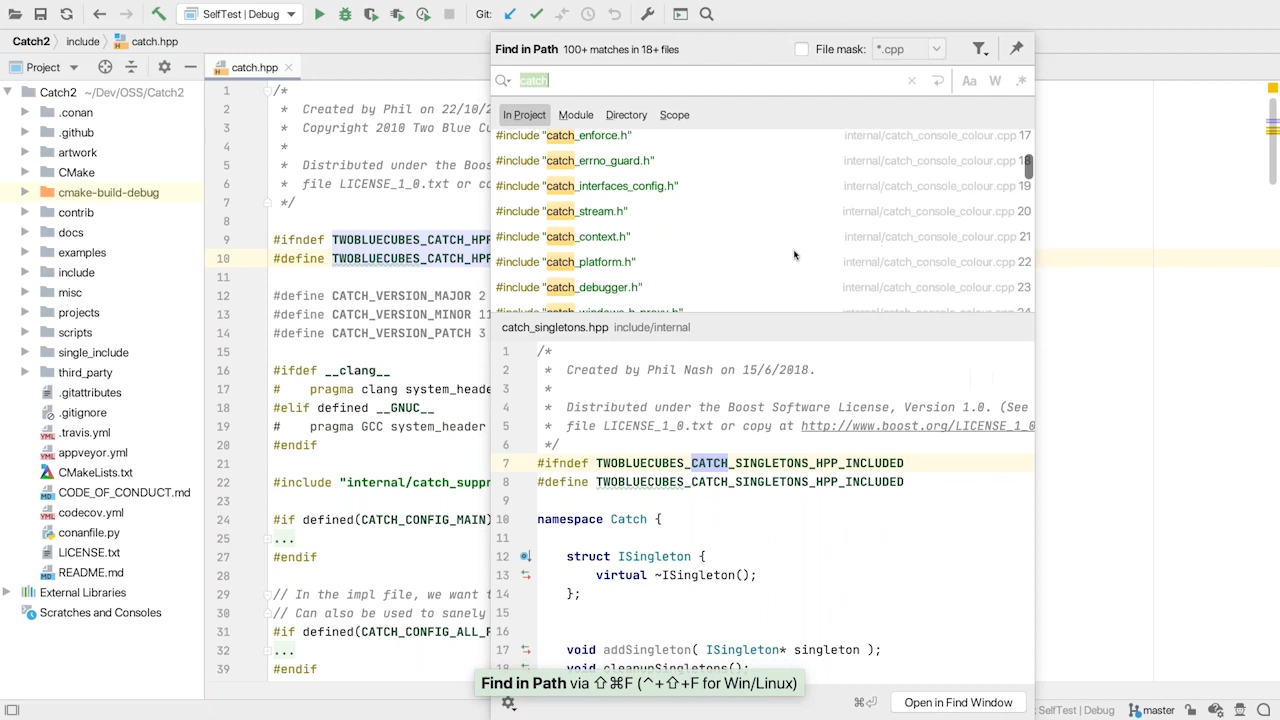 SelfTest | Debug
Git:
Catch2
include
catch.hpp
Project
catch.hpp
Catch2 ~/Dev/OSS/Catch2
.conan
.github
artwork
CMake
cmake-build-debug
contrib
docs
examples
include
misc
projects
scripts
single_include
third_party
.gitattributes
.gitignore
.travis.yml
appveyor.yml
CMakeLists.txt
CODE_OF_CONDUCT.md
codecov.yml
conanfile.py
LICENSE.txt
README.md
External Libraries
Scratches and Consoles
1 /*
2 * Created by Phil on 22/10/2
3 * Copyright 2010 Two Blue Cu
4 *
5 * Distributed under the Boost
6 * file LICENSE_1_0.txt or co
7 */
8
9 #ifndef TWOBLUECUBES_CATCH_HPP
10 #define TWOBLUECUBES_CATCH_HPP
11
12 #define CATCH_VERSION_MAJOR 2
13 #define CATCH_VERSION_MINOR 11
14 #define CATCH_VERSION_PATCH 3
15
16 #ifdef __clang__
17 # pragma clang system_header
18 #elif defined __GNUC__
19 # pragma GCC system_header
20 #endif
21
22 #include "internal/catch_suppr
23
24 #if defined(CATCH_CONFIG_MAIN)
25 ...
27 #endif
28
29 // In the impl file, we want t
30 // Can also be used to sanely
31 #if defined(CATCH_CONFIG_ALL_P
32 ...
39 #endif
Find in Path 100+ matches in 18+ files
File mask: *.cpp
catch
Aa W .*
In Project Module Directory Scope
#include "catch_enforce.h" internal/catch_console_colour.cpp 17
#include "catch_errno_guard.h" internal/catch_console_colour.cpp 18
#include "catch_interfaces_config.h" internal/catch_console_colour.cpp 19
#include "catch_stream.h" internal/catch_console_colour.cpp 20
#include "catch_context.h" internal/catch_console_colour.cpp 21
#include "catch_platform.h" internal/catch_console_colour.cpp 22
#include "catch_debugger.h" internal/catch_console_colour.cpp 23
#include "catch_windows_h_proxy.h" internal/catch_console_colour.cpp 24
catch_singletons.hpp include/internal
1 /*
2 * Created by Phil Nash on 15/6/2018.
3 *
4 * Distributed under the Boost Software License, Version 1.0. (See
5 * file LICENSE_1_0.txt or copy at http://www.boost.org/LICENSE_1_0
6 */
7 #ifndef TWOBLUECUBES_CATCH_SINGLETONS_HPP_INCLUDED
8 #define TWOBLUECUBES_CATCH_SINGLETONS_HPP_INCLUDED
9
10 namespace Catch {
11
12 struct ISingleton {
13 virtual ~ISingleton();
14 };
15
16
17 void addSingleton( ISingleton* singleton );
18 void cleanupSingletons();
Find in Path via ⇧⌘F (^+⇧+F for Win/Linux)
⌘⏎ Open in Find Window
SelfTest | Debug
master